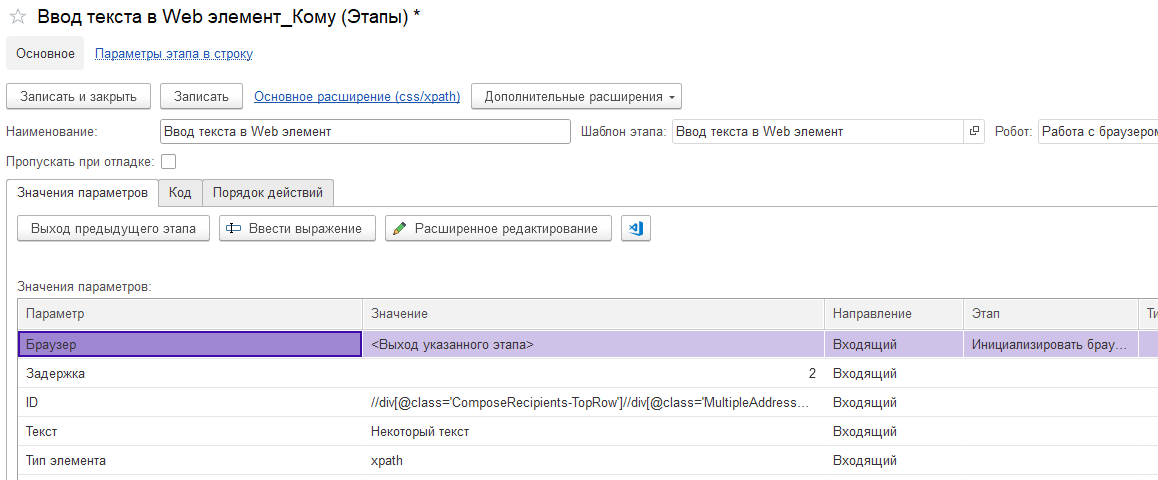 Ввод текста в Web элемент_Кому (Этапы) *
Основное Параметры этапа в строку
Записать и закрыть Записать Основное расширение (css/xpath) Дополнительные расширения
Наименование: Ввод текста в Web элемент Шаблон этапа: Ввод текста в Web элемент Робот: Работа с браузером
Пропускать при отладке:
Значения параметров Код Порядок действий
Выход предыдущего этапа Ввести выражение Расширенное редактирование
Значения параметров:
Параметр Значение Направление Этап Ти
Браузер <Выход указанного этапа> Входящий Инициализировать брау...
Задержка 2 Входящий
ID //div[@class='ComposeRecipients-TopRow']//div[@class='MultipleAddress... Входящий
Текст Некоторый текст Входящий
Тип элемента xpath Входящий